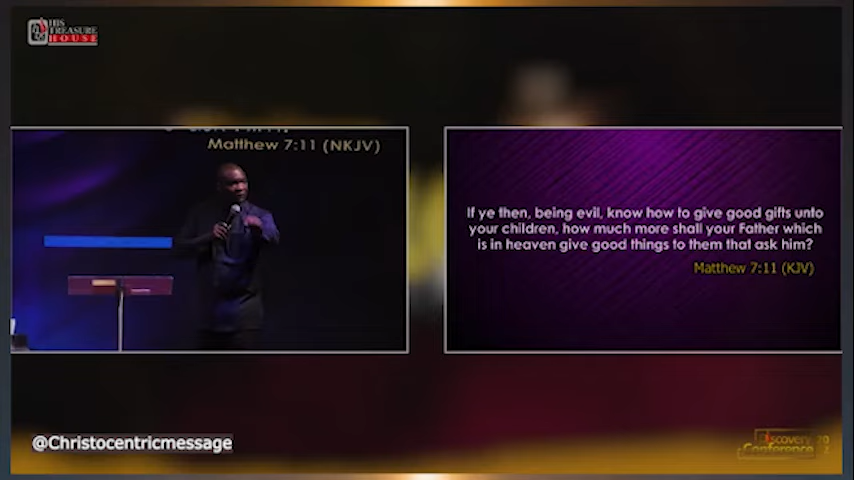 HIS
TREASURE
HOUSE
Matthew 7:11 (NKJV)
If ye then, being evil, know how to give good gifts unto
your children, how much more shall your Father which
is in heaven give good things to them that ask him?
Matthew 7:11 (KJV)
@Christocentricmessage
Discovery
Conference